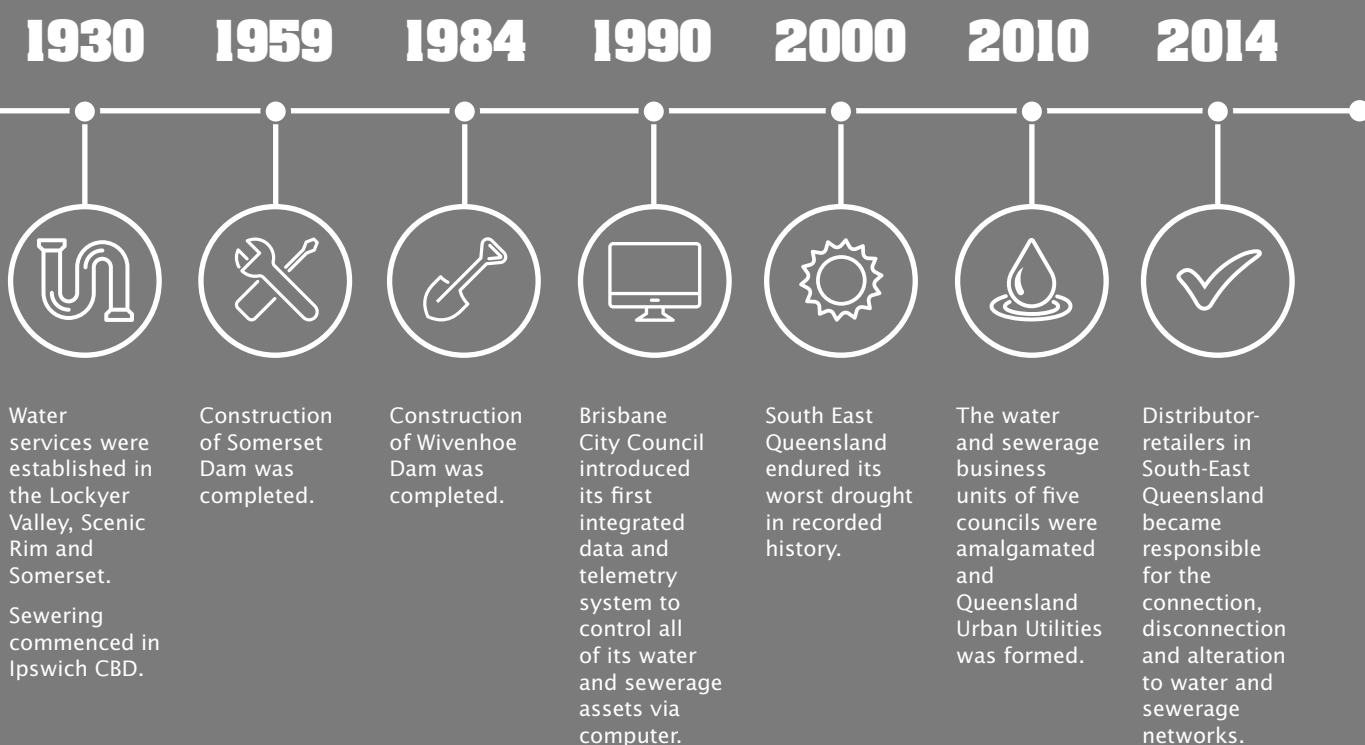 1930
Water
services were
established in
the Lockyer
Valley, Scenic
Rim and
Somerset.
Sewering
commenced in
Ipswich CBD.
1959
Construction
of Somerset
Dam was
completed.
1984
Construction
of Wivenhoe
Dam was
completed.
1990
Brisbane
City Council
introduced
its first
integrated
data and
telemetry
system to
control all
of its water
and sewerage
assets via
computer.
2000
South East
Queensland
endured its
worst drought
in recorded
history.
2010
The water
and sewerage
business
units of five
councils were
amalgamated
and
Queensland
Urban Utilities
was formed.
2014
Distributor-
retailers in
South-East
Queensland
became
responsible
for the
connection,
disconnection
and alteration
to water and
sewerage
networks.